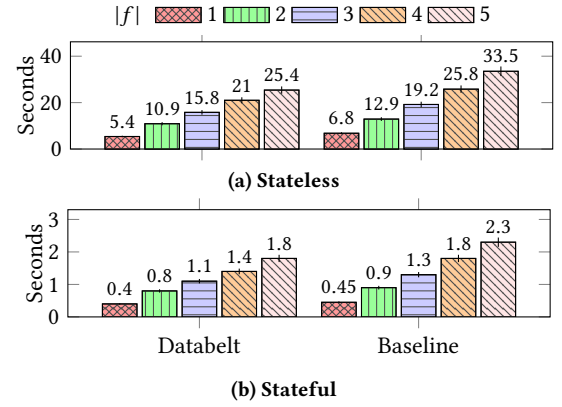 |f| 1 2 3 4 5
Seconds
40
20
0
5.4 10.9 15.8 21 25.4 6.8 12.9 19.2 25.8 33.5
(a) Stateless
Seconds
3
2
1
0
0.4 0.8 1.1 1.4 1.8 0.45 0.9 1.3 1.8 2.3
Databelt Baseline
(b) Stateful